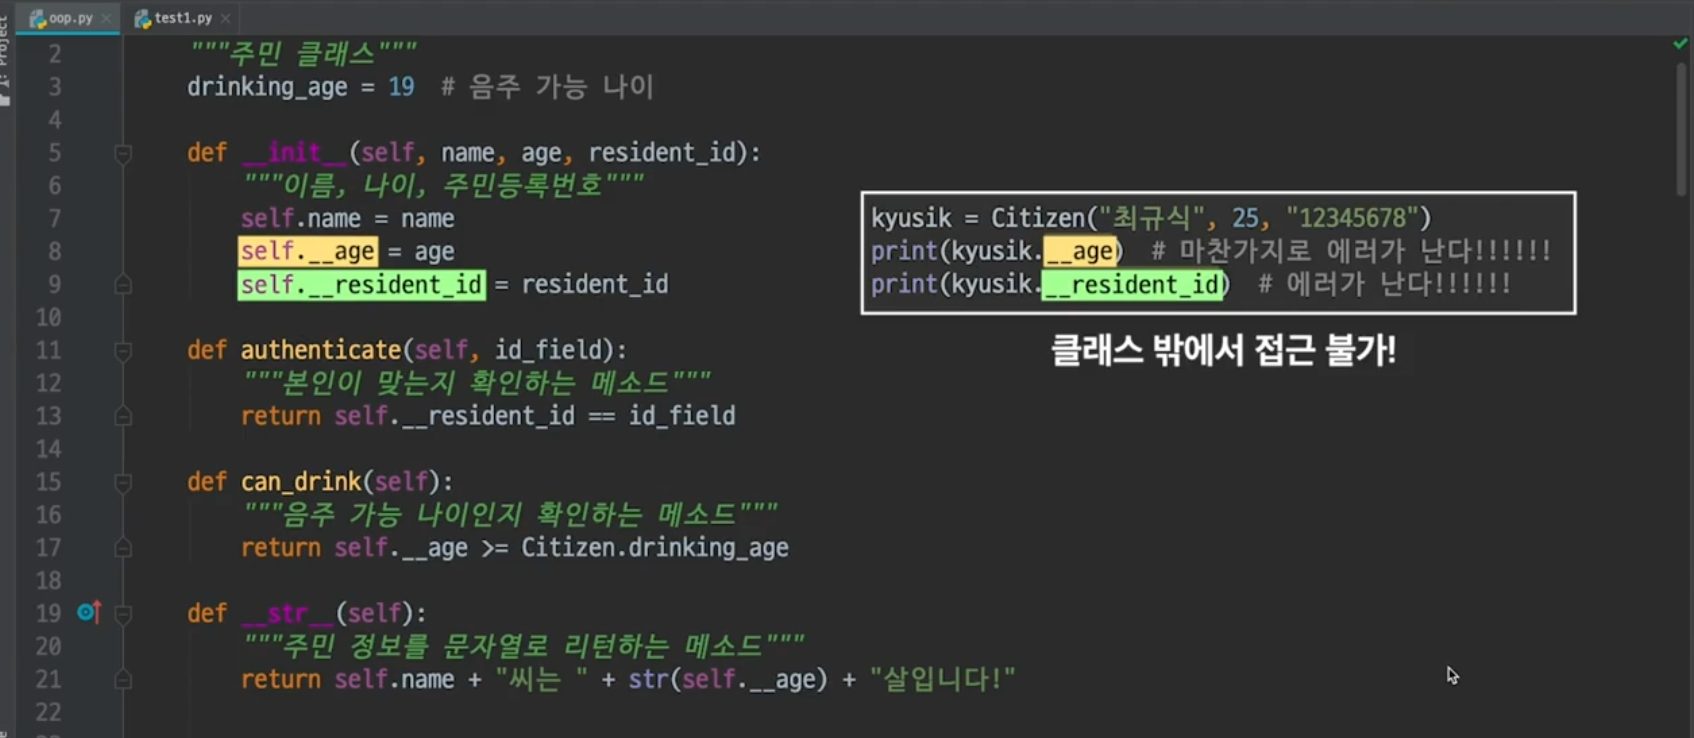 oop.py
test1.py
1: Project
2 """주민 클래스"""
3 drinking_age = 19 # 음주 가능 나이
4
5 def __init__(self, name, age, resident_id):
6 """이름, 나이, 주민등록번호"""
7 self.name = name
8 self.__age = age
9 self.__resident_id = resident_id
10
11 def authenticate(self, id_field):
12 """본인이 맞는지 확인하는 메소드"""
13 return self.__resident_id == id_field
14
15 def can_drink(self):
16 """음주 가능 나이인지 확인하는 메소드"""
17 return self.__age >= Citizen.drinking_age
18
19 def __str__(self):
20 """주민 정보를 문자열로 리턴하는 메소드"""
21 return self.name + "씨는 " + str(self.__age) + "살입니다!"
22
kyusik = Citizen("최규식", 25, "12345678")
print(kyusik.__age) # 마찬가지로 에러가 난다!!!!!!
print(kyusik.__resident_id) # 에러가 난다!!!!!!
클래스 밖에서 접근 불가!